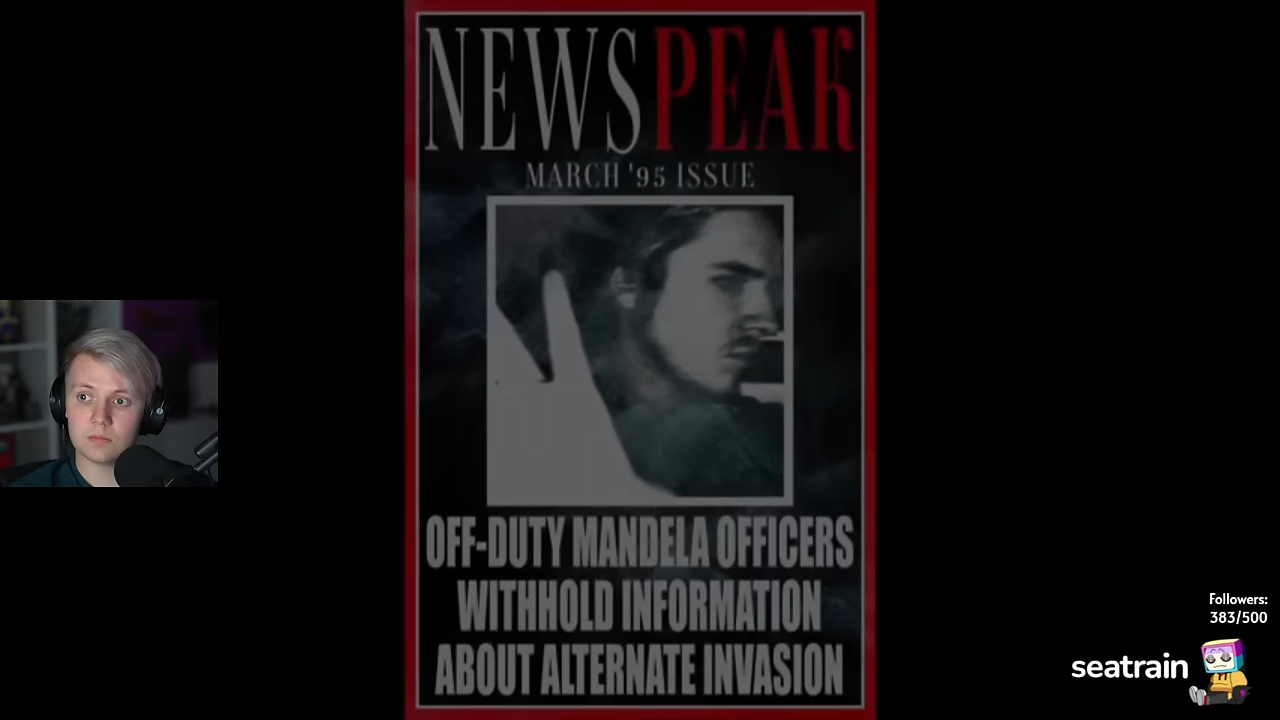 NEWSPEAK
MARCH '95 ISSUE
OFF-DUTY MANDELA OFFICERS
WITHHOLD INFORMATION
ABOUT ALTERNATE INVASION
Followers:
383/500
seatrain